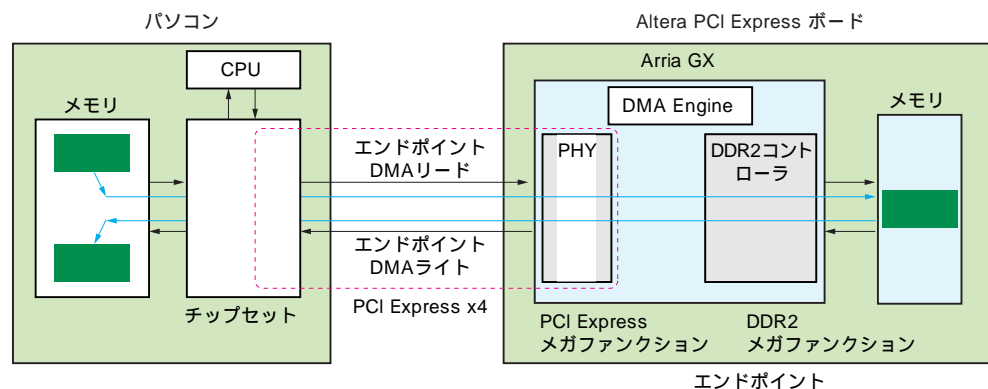 パソコン
Altera PCI Express ボード
Arria GX
CPU
DMA Engine
メモリ
メモリ
エンドポイント
DMAリード
PHY
DDR2コント
ローラ
エンドポイント
DMAライト
チップセット
PCI Express x4
PCI Express
メガファンクション
DDR2
メガファンクション
エンドポイント